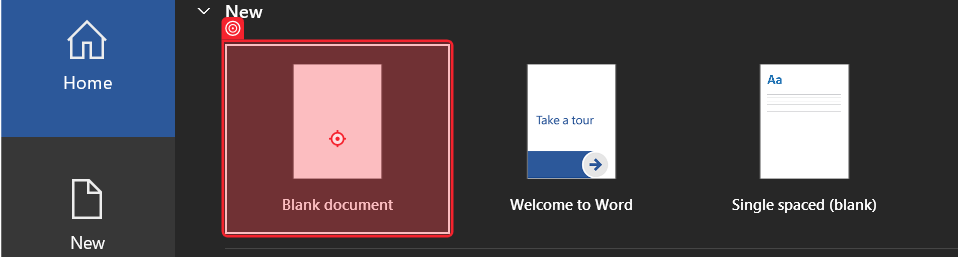 New
Home
Take a tour
Aa
Blank document
Welcome to Word
Single spaced (blank)
New